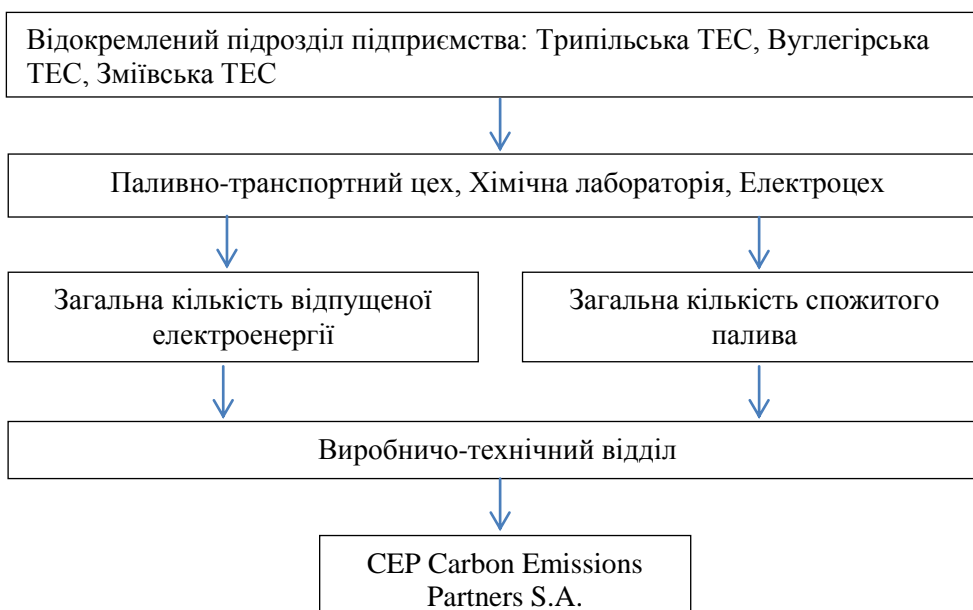 Відокремлений підрозділ підприємства: Трипільська ТЕС, Вуглегірська
ТЕС, Зміївська ТЕС
Паливно-транспортний цех, Хімічна лабораторія, Електроцех
Загальна кількість відпущеної
електроенергії
Загальна кількість спожитого
палива
Виробничо-технічний відділ
CEP Carbon Emissions
Partners S.A.